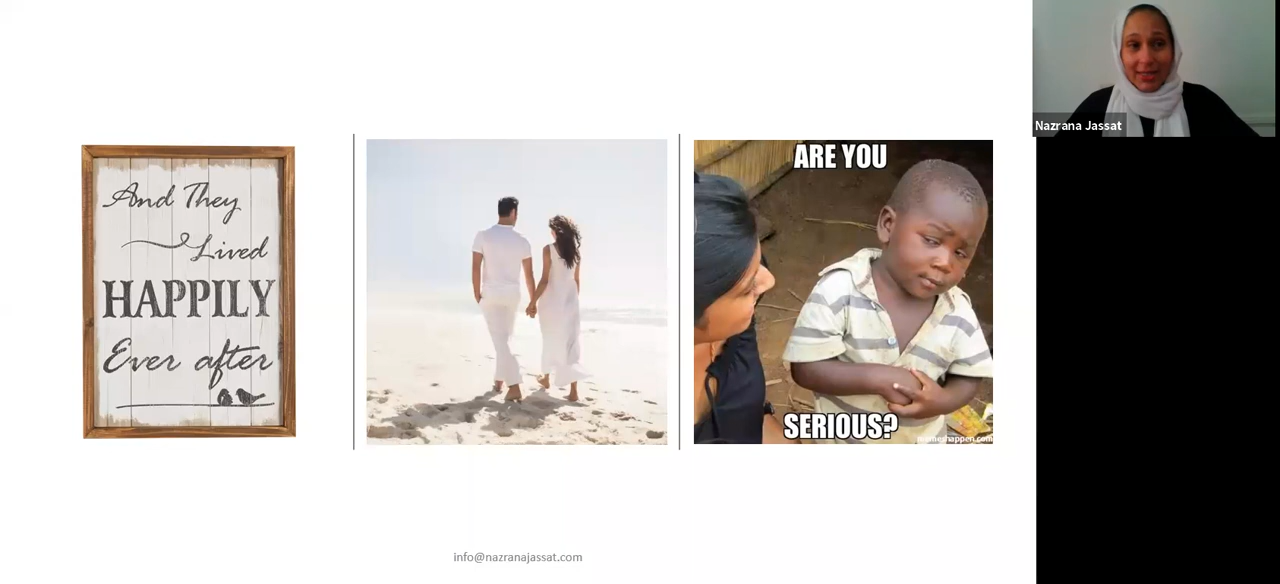 And They
Lived
HAPPILY
Ever after
ARE YOU
SERIOUS?
info@nazranajassat.com
Nazrana Jassat